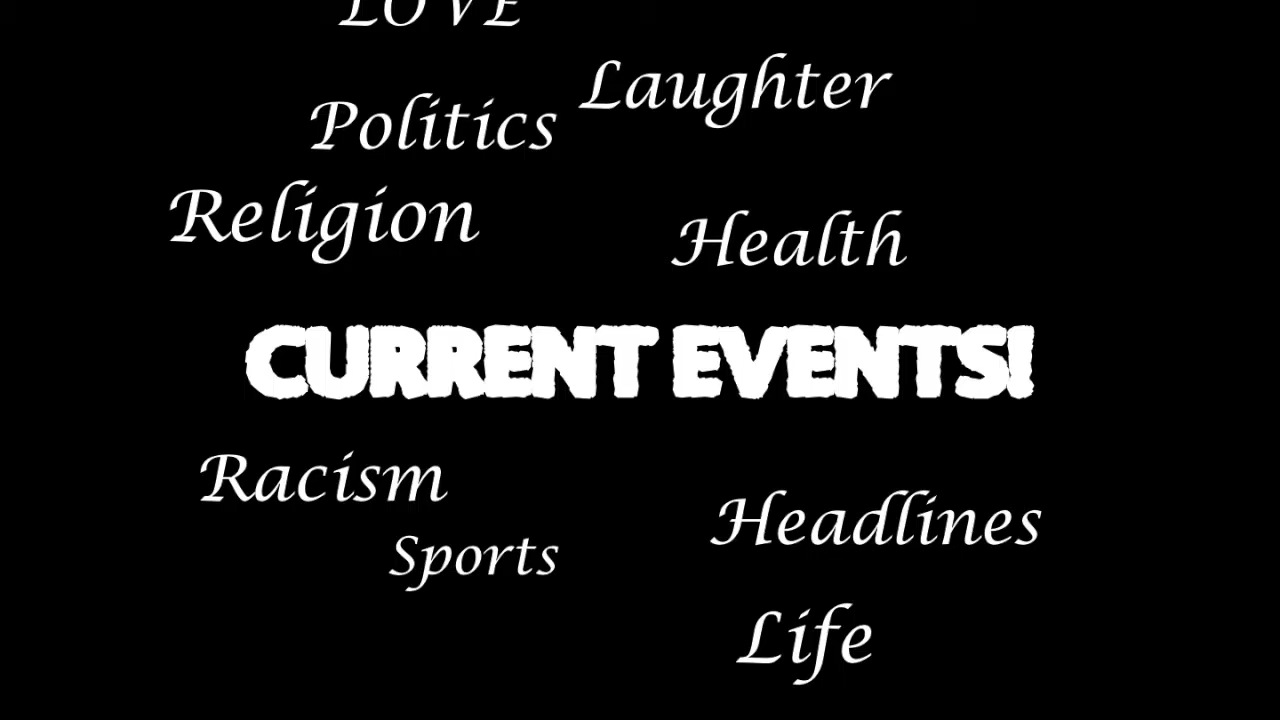 LOVE
Laughter
Politics
Religion
Health
CURRENT EVENTS!
Racism
Headlines
Sports
Life